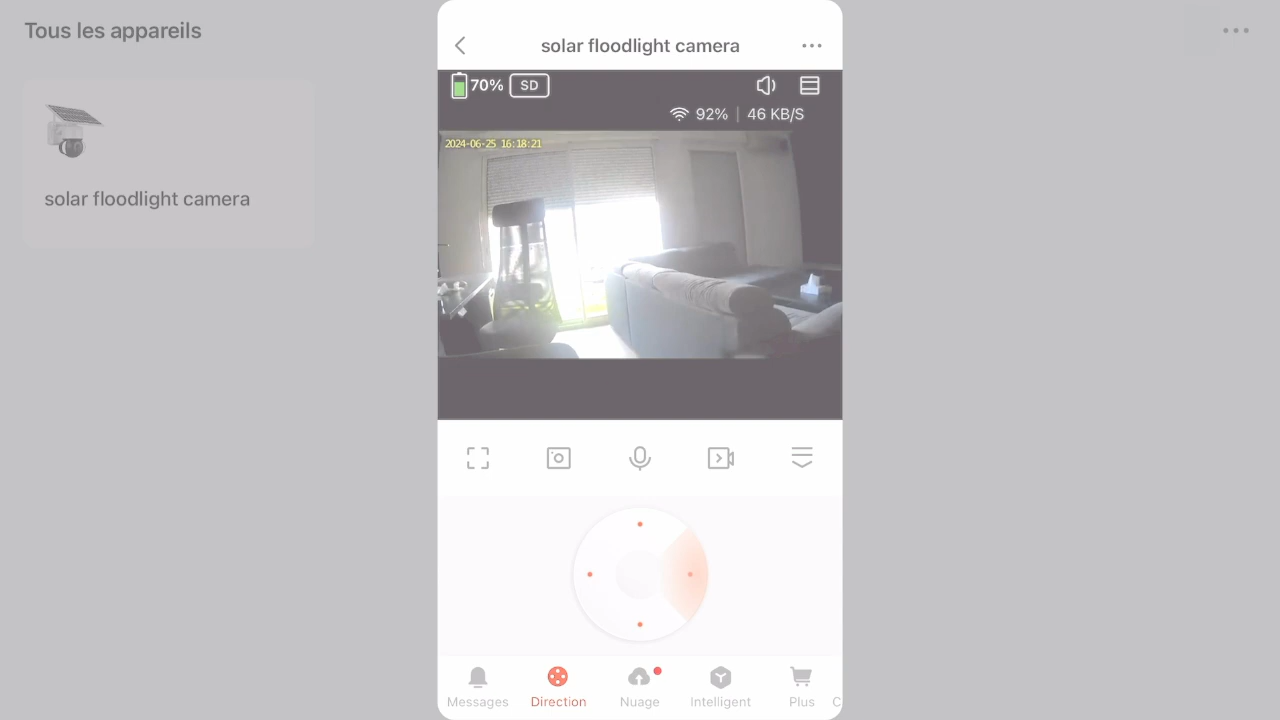 Tous les appareils
solar floodlight camera
solar floodlight camera
70% SD
92% | 46 KB/S
2024-06-25 16:18:21
Messages Direction Nuage Intelligent Plus C